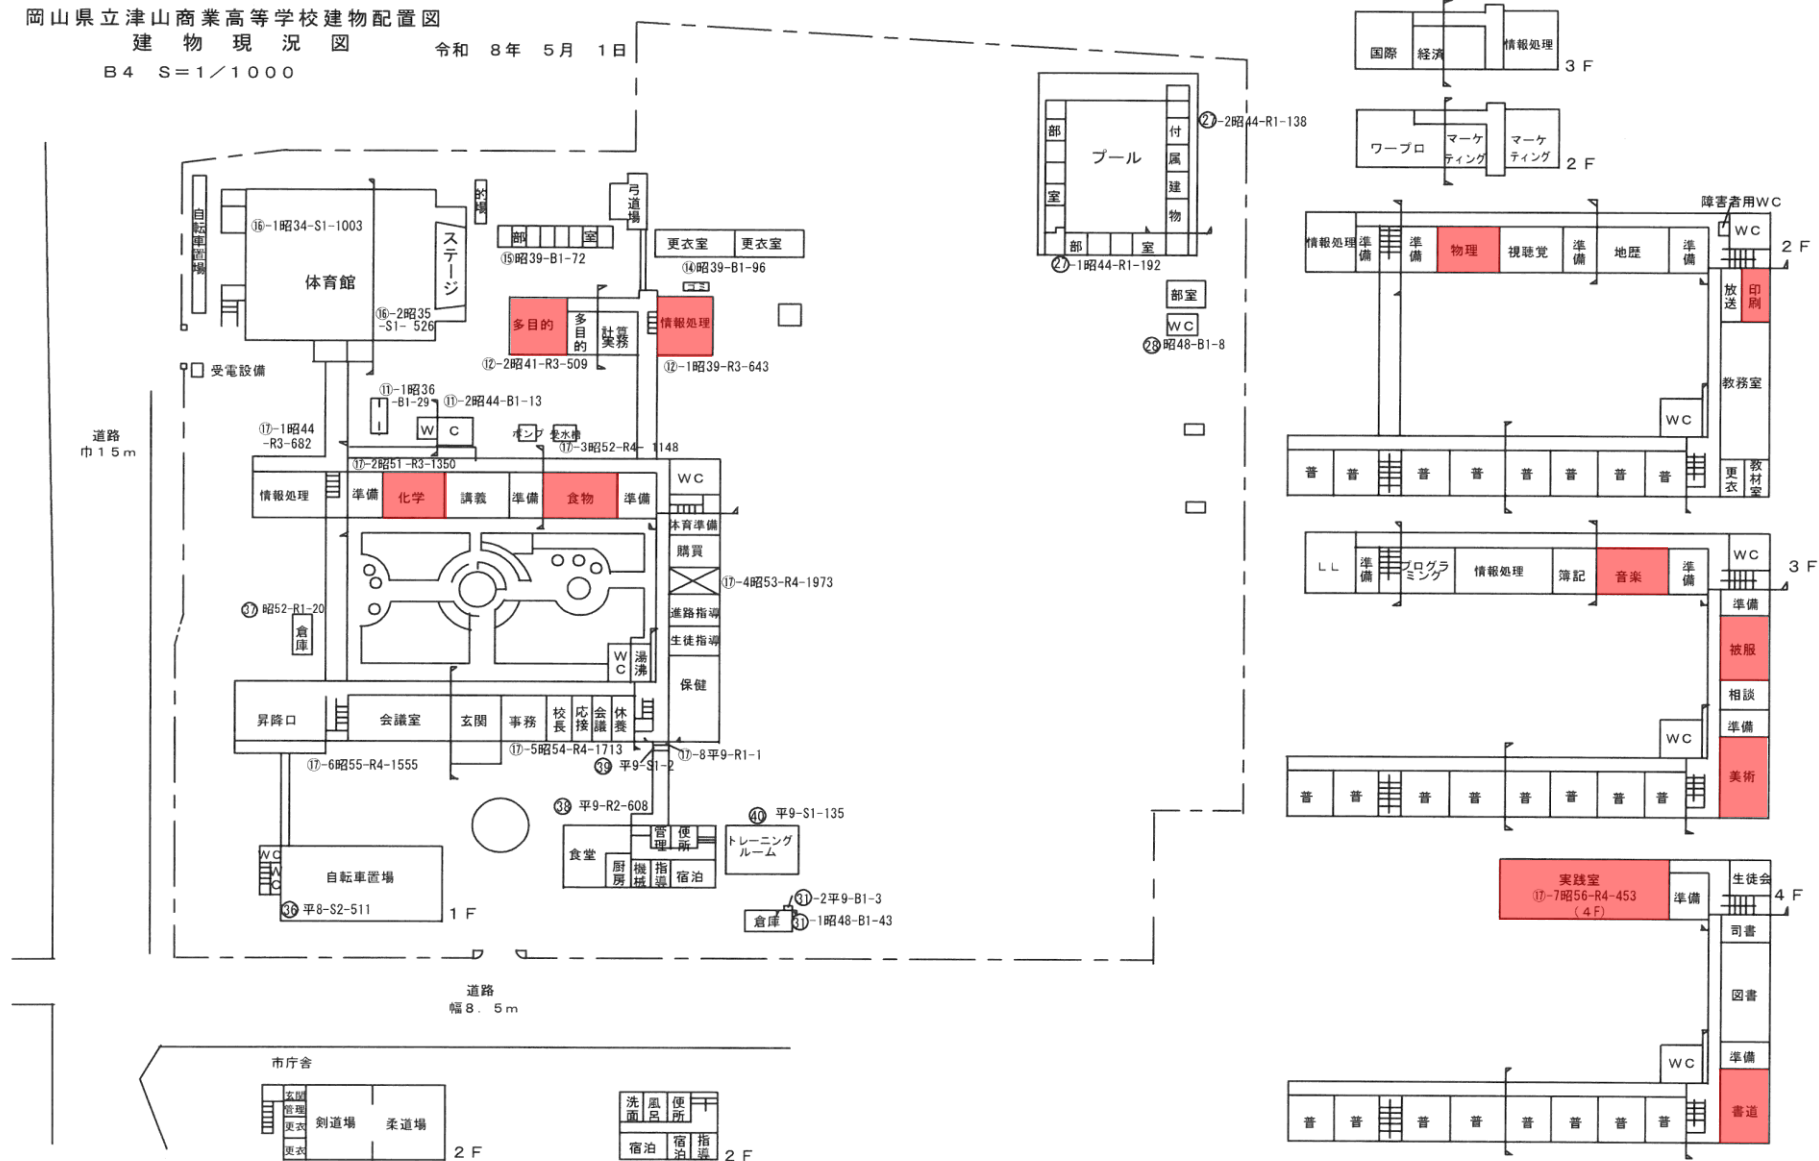 岡山県立津山商業高等学校建物配置図
建物現況図
令和 8年 5月 1日
B4 S=1/1000
国際
経済
情報処理
3F
ワープロ
マーケティング
マーケティング
2F
部
室
プール
付属建物
部
室
㉗-2昭44-R1-138
㉗-1昭44-R1-192
部室
WC
㉘昭48-B1-8
自転車置場
⑯-1昭34-S1-1003
体育館
ステージ
⑯-2昭35
-S1- 526
的場
弓道場
部
室
⑮昭39-B1-72
更衣室
更衣室
⑭昭39-B1-96
ゴミ
多目的
多目的
計算実務
情報処理
⑫-2昭41-R3-509
⑫-1昭39-R3-643
受電設備
⑪-1昭36
-B1-29
⑪-2昭44-B1-13
WC
ポンプ
受水槽
道路
巾15m
⑰-1昭44
-R3-682
⑰-2昭51-R3-1350
⑰-3昭52-R4- 1148
情報処理
準備
化学
講義
準備
食物
準備
WC
体育準備
購買
⑰-4昭53-R4-1973
進路指導
生徒指導
保健
㊲昭52-R1-20
倉庫
WC
湯沸
昇降口
会議室
玄関
事務
校長
応接
会議
休養
⑰-5昭54-R4-1713
⑰-8平9-R1-1
⑰-6昭55-R4-1555
㊴ 平9-S1-2
㊳ 平9-R2-608
㊵ 平9-S1-135
食堂
厨房
管理
便所
機械
指導
宿泊
トレーニングルーム
WC
WC
自転車置場
㊱ 平8-S2-511
1F
倉庫
㉛-2平9-B1-3
㉛-1昭48-B1-43
道路
幅8.5m
市庁舎
玄関
管理
更衣
更衣
剣道場
柔道場
2F
洗面
風呂
便所
宿泊
宿泊
指導
2F
障害者用WC
情報処理
準備
準備
物理
視聴覚
準備
地歴
準備
WC
2F
放送
印刷
教務室
WC
更衣
教材室
普
普
普
普
普
普
普
普
LL
準備
プログラミング
情報処理
簿記
音楽
準備
WC
3F
準備
被服
相談
準備
美術
WC
普
普
普
普
普
普
普
普
実践室
⑰-7昭56-R4-453
(4F)
準備
生徒会
4F
司書
図書
準備
書道
WC
普
普
普
普
普
普
普
普